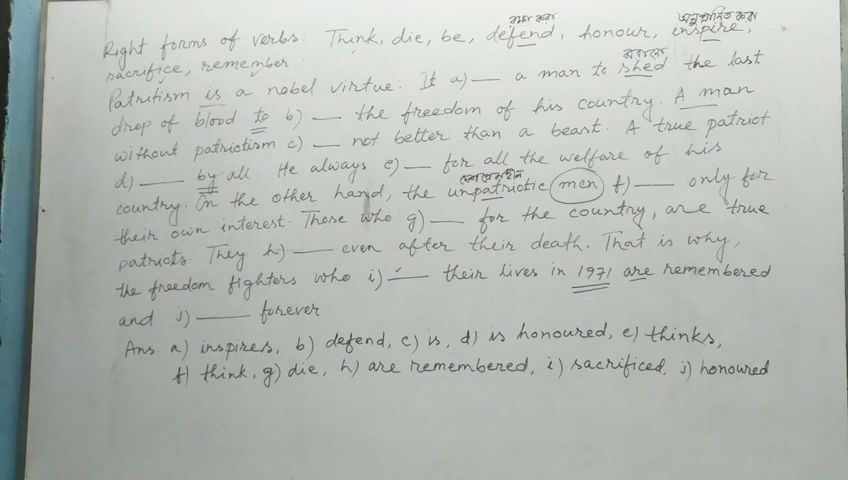 রক্ষা করা অনুপ্রানিত করা
Right forms of verbs: Think, die, be, defend, honour, inspire,
sacrifice, remember:
Patritism is a nobel virtue. It a) — a man to shed the last
drop of blood to b) — the freedom of his country. A man
without patriotism c) — not better than a beast. A true patriot
d) — by all. He always e) — for all the welfare of his
country. On the other hand, the unpatriotic men f) — only for
their own interest. Those who g) — for the country, are true
patriots. They h) — even after their death. That is why,
the freedom fighters who i) — their lives in 1971 are remembered
and j) — forever
Ans. a) inspires, b) defend, c) is, d) is honoured, e) thinks,
f) think, g) die, h) are remembered, i) sacrificed, j) honoured